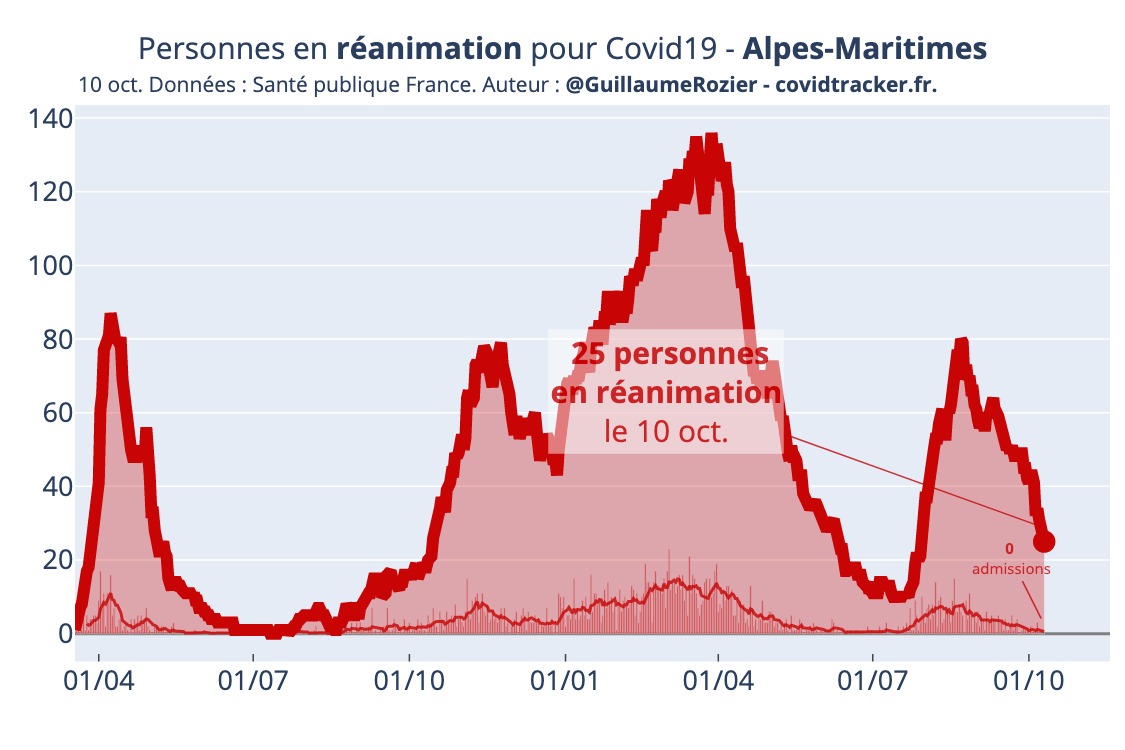 Personnes en réanimation pour Covid19 - Alpes-Maritimes
10 oct. Données : Santé publique France. Auteur : @GuillaumeRozier - covidtracker.fr.
140
120
100
80
60
40
20
0
25 personnes
en réanimation
le 10 oct.
0
admissions
01/04
01/07
01/10
01/01
01/04
01/07
01/10